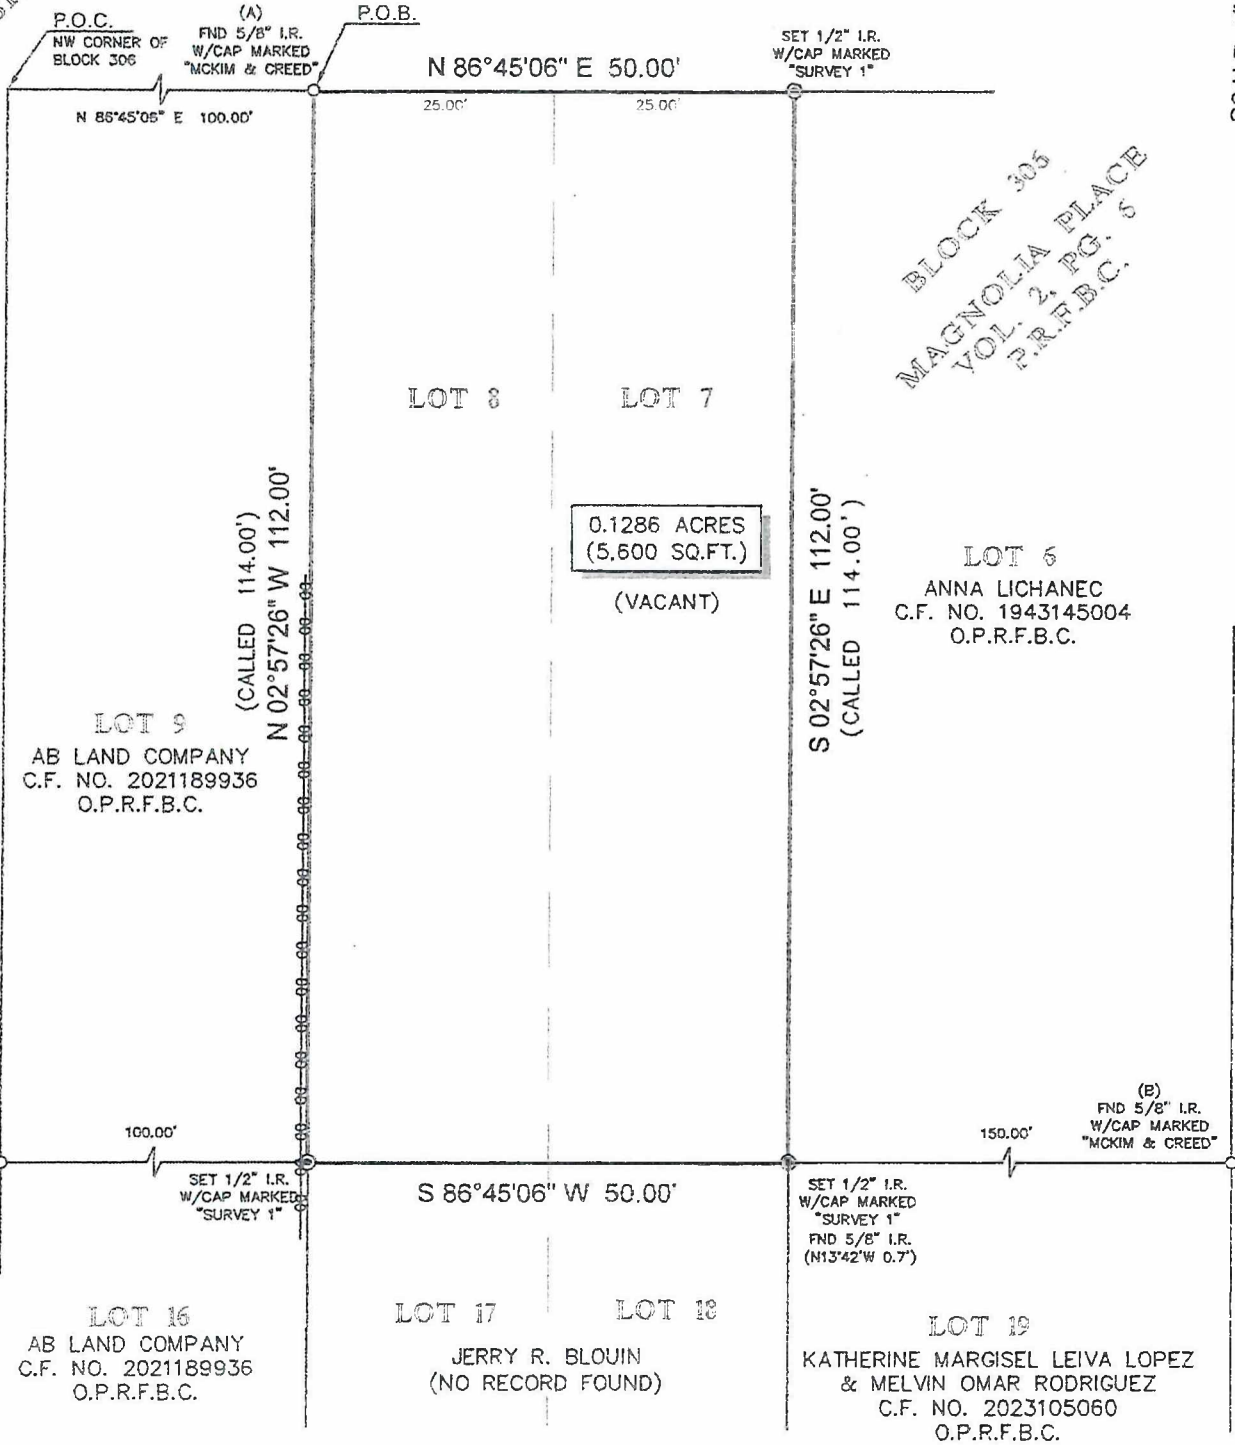 P.O.C.
NW CORNER OF
BLOCK 306
(A)
FND 5/8" I.R.
W/CAP MARKED
"MCKIM & CREED"
P.O.B.
N 86°45'06" E 50.00'
SET 1/2" I.R.
W/CAP MARKED
"SURVEY 1"
N 86°45'06" E 100.00'
25.00'
25.00'
BLOCK 306
MAGNOLIA PLACE
VOL. 2, PG. 5
P.R.F.B.C.
LOT 8
LOT 7
(CALLED 114.00')
N 02°57'26" W 112.00'
0.1286 ACRES
(5,600 SQ.FT.)
(VACANT)
S 02°57'26" E 112.00'
(CALLED 114.00')
LOT 6
ANNA LICHANEC
C.F. NO. 1943145004
O.P.R.F.B.C.
LOT 9
AB LAND COMPANY
C.F. NO. 2021189936
O.P.R.F.B.C.
100.00'
150.00'
(B)
FND 5/8" I.R.
W/CAP MARKED
"MCKIM & CREED"
SET 1/2" I.R.
W/CAP MARKED
"SURVEY 1"
S 86°45'06" W 50.00'
SET 1/2" I.R.
W/CAP MARKED
"SURVEY 1"
FND 5/8" I.R.
(N13°42'W 0.7')
LOT 16
AB LAND COMPANY
C.F. NO. 2021189936
O.P.R.F.B.C.
LOT 17
LOT 18
JERRY R. BLOUIN
(NO RECORD FOUND)
LOT 19
KATHERINE MARGISEL LEIVA LOPEZ
& MELVIN OMAR RODRIGUEZ
C.F. NO. 2023105060
O.P.R.F.B.C.